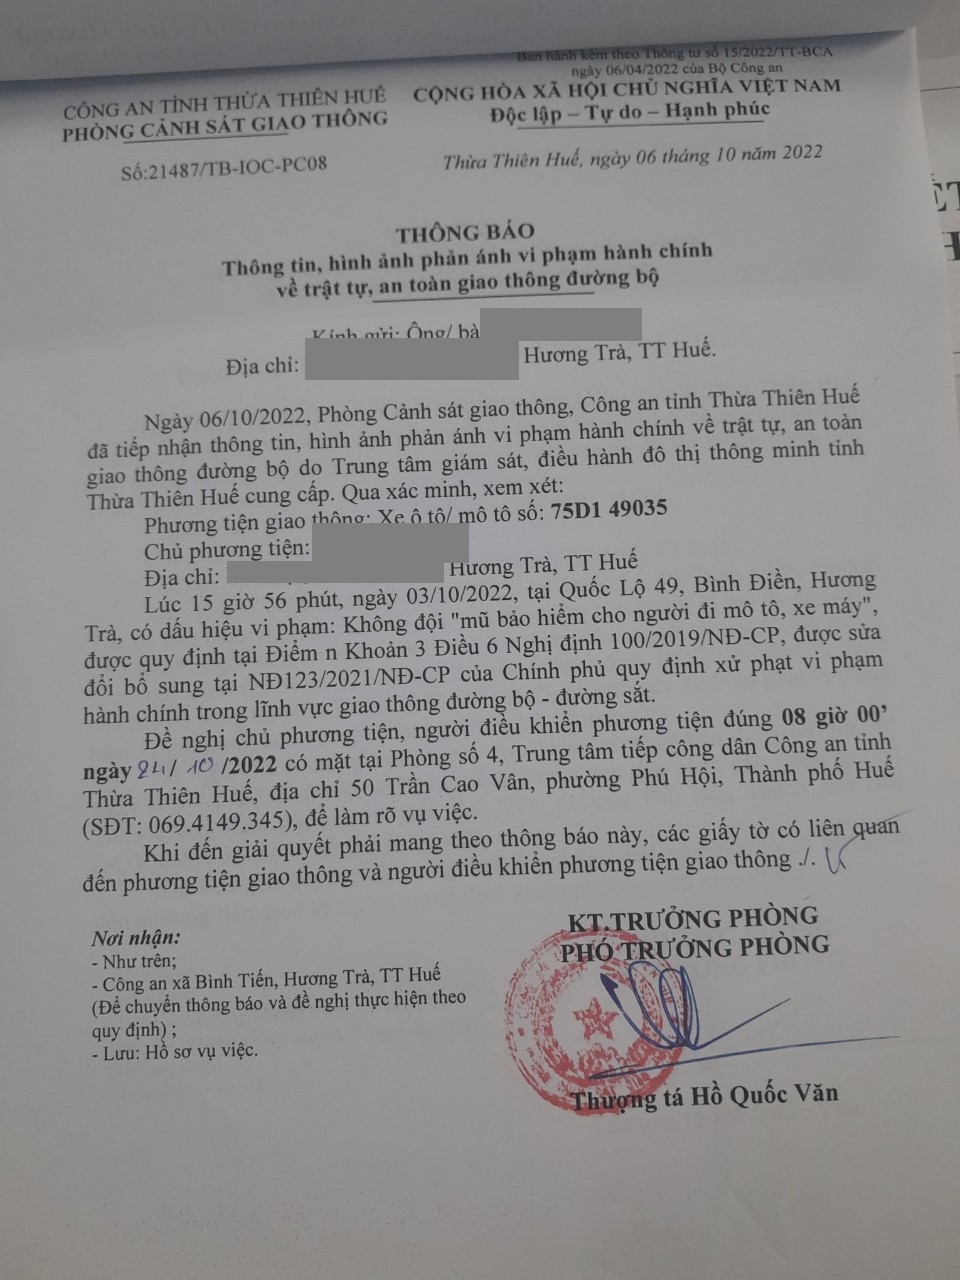 Ban hành kèm theo Thông tư số 15/2022/TT-BCA
ngày 06/04/2022 của Bộ Công an
CÔNG AN TỈNH THỪA THIÊN HUẾ
PHÒNG CẢNH SÁT GIAO THÔNG
CỘNG HÒA XÃ HỘI CHỦ NGHĨA VIỆT NAM
Độc lập – Tự do – Hạnh phúc
Số:21487/TB-IOC-PC08
Thừa Thiên Huế, ngày 06 tháng 10 năm 2022
THÔNG BÁO
Thông tin, hình ảnh phản ánh vi phạm hành chính
về trật tự, an toàn giao thông đường bộ
Kính gửi: Ông/ bà
Địa chỉ: Hương Trà, TT Huế.
Ngày 06/10/2022, Phòng Cảnh sát giao thông, Công an tỉnh Thừa Thiên Huế
đã tiếp nhận thông tin, hình ảnh phản ánh vi phạm hành chính về trật tự, an toàn
giao thông đường bộ do Trung tâm giám sát, điều hành đô thị thông minh tỉnh
Thừa Thiên Huế cung cấp. Qua xác minh, xem xét:
Phương tiện giao thông: Xe ô tô/ mô tô số: 75D1 49035
Chủ phương tiện:
Địa chỉ: Hương Trà, TT Huế
Lúc 15 giờ 56 phút, ngày 03/10/2022, tại Quốc Lộ 49, Bình Điền, Hương
Trà, có dấu hiệu vi phạm: Không đội "mũ bảo hiểm cho người đi mô tô, xe máy",
được quy định tại Điểm n Khoản 3 Điều 6 Nghị định 100/2019/NĐ-CP, được sửa
đổi bổ sung tại NĐ123/2021/NĐ-CP của Chính phủ quy định xử phạt vi phạm
hành chính trong lĩnh vực giao thông đường bộ - đường sắt.
Đề nghị chủ phương tiện, người điều khiển phương tiện đúng 08 giờ 00’
ngày 24/ 10 /2022 có mặt tại Phòng số 4, Trung tâm tiếp công dân Công an tỉnh
Thừa Thiên Huế, địa chỉ 50 Trần Cao Vân, phường Phú Hội, Thành phố Huế
(SĐT: 069.4149.345), để làm rõ vụ việc.
Khi đến giải quyết phải mang theo thông báo này, các giấy tờ có liên quan
đến phương tiện giao thông và người điều khiển phương tiện giao thông ./.
KT.TRƯỞNG PHÒNG
PHÓ TRƯỞNG PHÒNG
Nơi nhận:
- Như trên;
- Công an xã Bình Tiến, Hương Trà, TT Huế
(Để chuyển thông báo và đề nghị thực hiện theo
quy định) ;
- Lưu: Hồ sơ vụ việc.
Thượng tá Hồ Quốc Văn